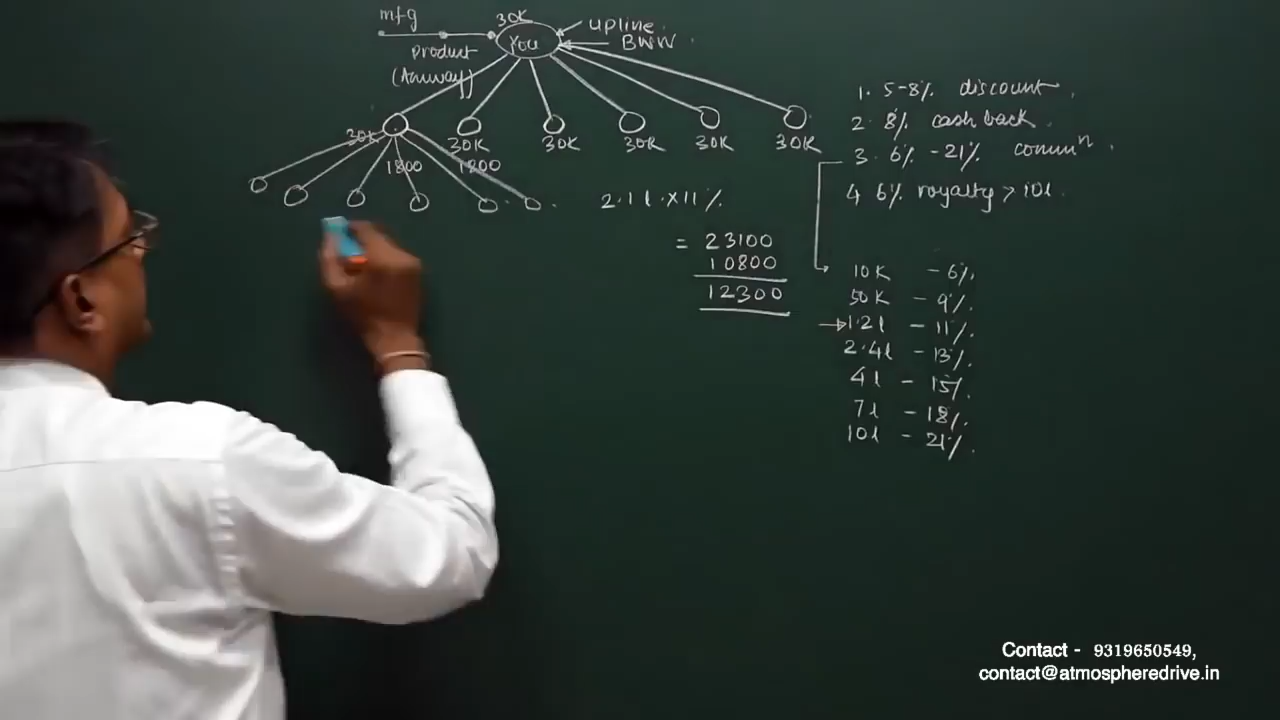 mfg
30K
upline
BWW
You
product
(Amway)
30K
30K
30K
30K
30K
30K
1800
1800
2.1 l. x 11%
= 23100
10800
12300
1. 5-8% discount.
2. 8% cash back.
3. 6% - 21% commⁿ.
4 6% royalty > 10l.
10K - 6%.
50K - 9%.
1.2l - 11%.
2.4l - 13%.
4l - 15%.
7l - 18%.
10l - 21%.
Contact - 9319650549,
contact@atmospheredrive.in